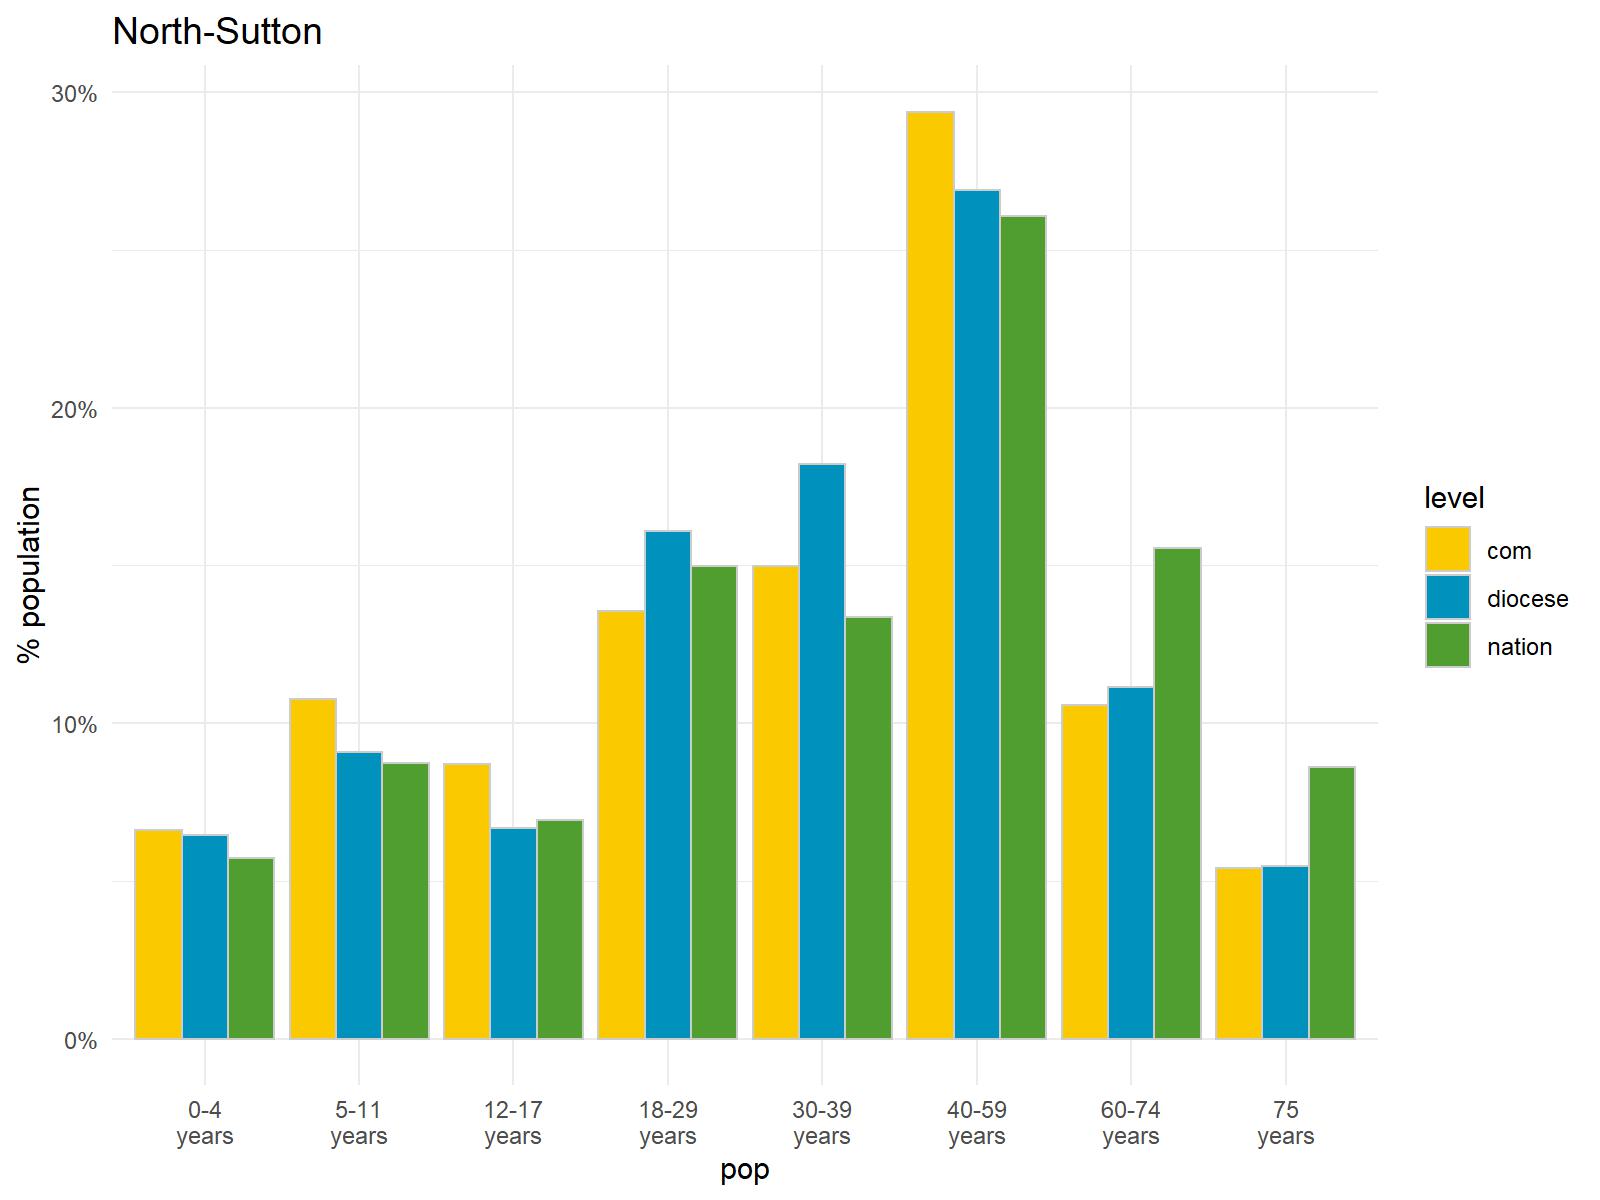 North-Sutton
30%
20%
10%
0%
% population
0-4
years
5-11
years
12-17
years
18-29
years
30-39
years
40-59
years
60-74
years
75
years
pop
level
com
diocese
nation